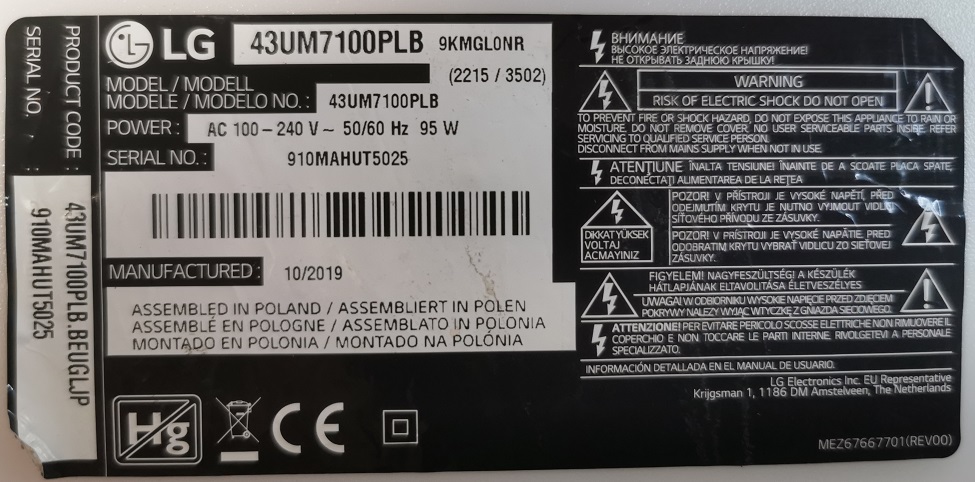 PRODUCT CODE :
SERIAL NO. :
43UM7100PLB.BEUGLJP
910MAHUT5025
LG
43UM7100PLB 9KMGL0NR
(2215 / 3502)
MODEL / MODELL
MODELE / MODELO NO. : 43UM7100PLB
POWER : AC 100 – 240 V ~ 50/60 Hz 95 W
SERIAL NO. : 910MAHUT5025
MANUFACTURED : 10/2019
ASSEMBLED IN POLAND / ASSEMBLIERT IN POLEN
ASSEMBLÉ EN POLOGNE / ASSEMBLATO IN POLONIA
MONTADO EN POLONIA / MONTADO NA POLÓNIA
Hg
CE
ВНИМАНИЕ
ВЫСОКОЕ ЭЛЕКТРИЧЕСКОЕ НАПРЯЖЕНИЕ!
НЕ ОТКРЫВАТЬ ЗАДНЮЮ КРЫШКУ!
WARNING
RISK OF ELECTRIC SHOCK DO NOT OPEN
TO PREVENT FIRE OR SHOCK HAZARD, DO NOT EXPOSE THIS APPLIANCE TO RAIN OR
MOISTURE. DO NOT REMOVE COVER. NO USER SERVICEABLE PARTS INSIDE. REFER
SERVICING TO QUALIFIED SERVICE PERSON.
DISCONNECT FROM MAINS SUPPLY WHEN NOT IN USE.
ATENŢIUNE ÎNALTA TENSIUNE! ÎNAINTE DE A SCOATE PLACA SPATE,
DECONECTAŢI ALIMENTAREA DE LA REŢEA
DİKKAT YÜKSEK
VOLTAJ
AÇMAYINIZ
POZOR! V PŘÍSTROJI JE VYSOKÉ NAPĚTÍ, PŘED
ODEJMUTÍM KRYTU JE NUTNO VYJMOUT VIDLICI
SÍŤOVÉHO PŘÍVODU ZE ZÁSUVKY.
POZOR! V PRÍSTROJI JE VYSOKÉ NAPÄTIE, PRED
ODOBRATIM KRYTU VYBRAŤ VIDLICU ZO SIEŤOVEJ
ZÁSUVKY.
FIGYELEM! NAGYFESZÜLTSÉG! A KÉSZÜLÉK
HÁTLAPJÁNAK ELTÁVOLÍTÁSA ÉLETVESZÉLYES
UWAGA! W ODBIORNIKU WYSOKIE NAPIĘCIE PRZED ZDJĘCIEM
POKRYWY NALEŻY WYJĄĆ WTYCZKĘ Z GNIAZDA SIECIOWEGO.
ATTENZIONE! PER EVITARE PERICOLO SCOSSE ELETTRICHE NON RIMUOVERE IL
COPERCHIO E NON TOCCARE LE PARTI INTERNE. RIVOLGETEVI A PERSONALE
SPECIALIZZATO.
INFORMACIÓN DETALLADA EN EL MANUAL DE USUARIO.
LG Electronics Inc. EU Representative
Krijgsman 1, 1186 DM Amstelveen, The Netherlands
MEZ67667701(REV00)